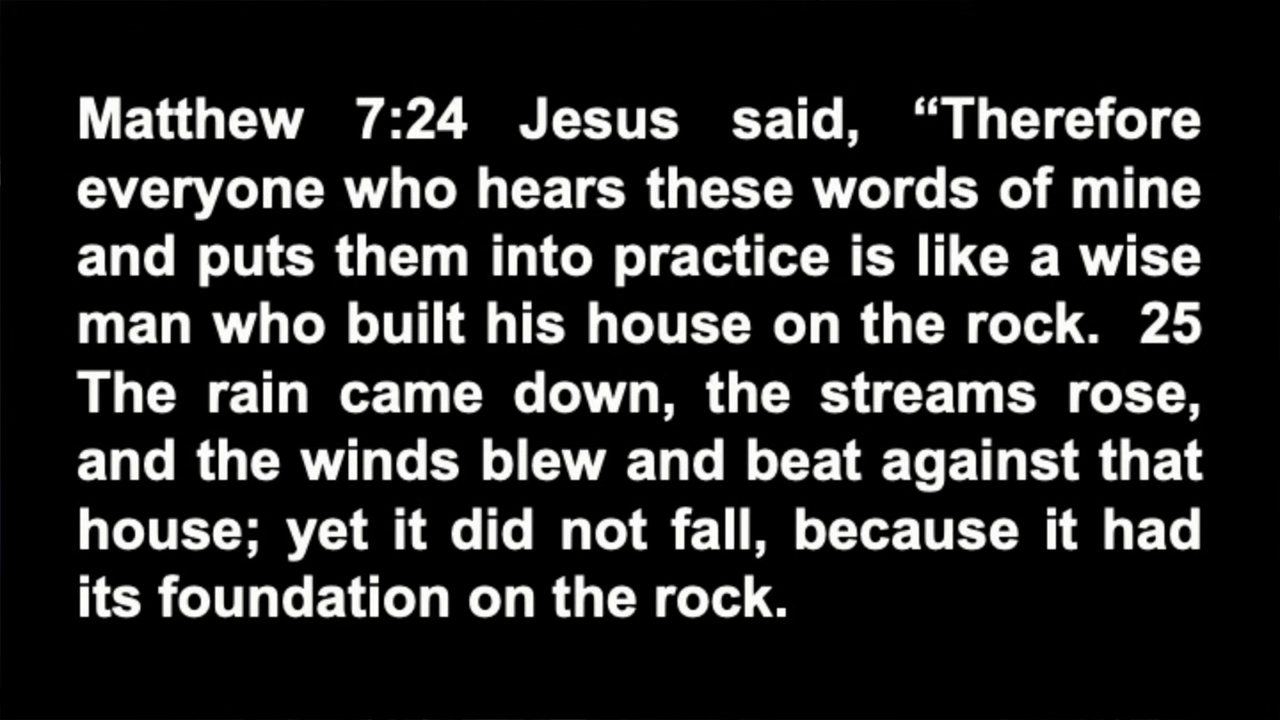 Matthew 7:24 Jesus said, “Therefore
everyone who hears these words of mine
and puts them into practice is like a wise
man who built his house on the rock.  25
The rain came down, the streams rose,
and the winds blew and beat against that
house; yet it did not fall, because it had
its foundation on the rock.